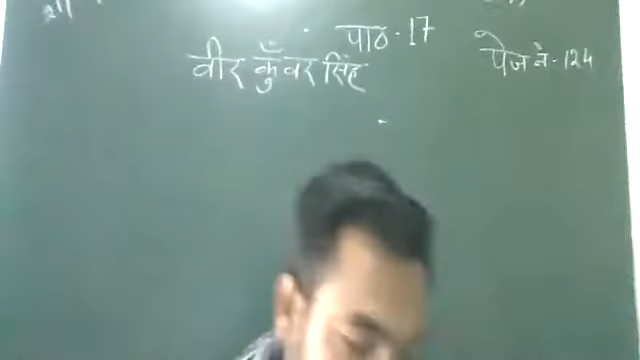 पाठ - 17
वीर कुँवर सिंह
पेज नं - 124